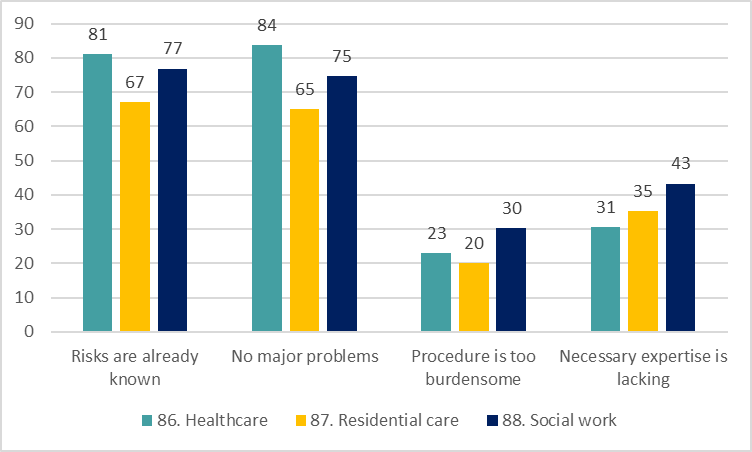 90
80
70
60
50
40
30
20
10
0
81
67
77
84
65
75
23
20
30
31
35
43
Risks are already
known
No major problems
Procedure is too
burdensome
Necessary expertise is
lacking
86. Healthcare
87. Residential care
88. Social work